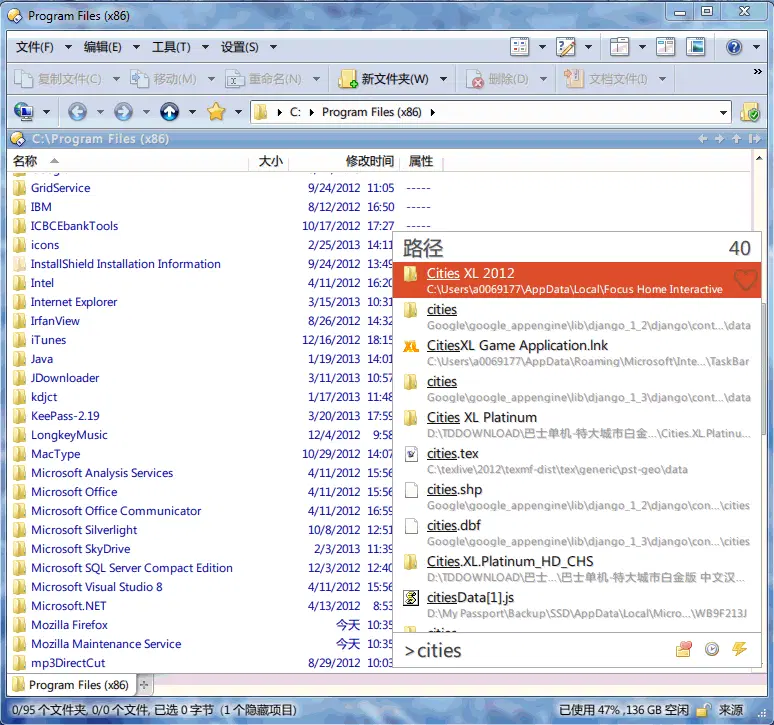 Program Files (x86)
文件(F) 编辑(E) 工具(T) 设置(S)
复制文件(C) 移动(M) 重命名(N) 新文件夹(W) 删除(D) 文档文件(I) »
C: Program Files (x86)
C:\Program Files (x86)
名称 大小 修改时间 属性
GridService 9/24/2012 11:05 -----
IBM 8/12/2012 16:50 -----
ICBCEbankTools 10/17/2012 17:27 -----
icons 2/25/2013 14:11
InstallShield Installation Information 9/24/2012 13:49
Intel 4/11/2012 16:20
Internet Explorer 3/15/2013 10:31
IrfanView 8/26/2012 14:32
iTunes 12/16/2012 18:15
Java 1/19/2013 14:01
JDownloader 3/11/2013 10:57
kdjct 1/17/2013 11:48
KeePass-2.19 3/20/2013 17:59
LongkeyMusic 12/4/2012 9:58
MacType 10/29/2012 14:07
Microsoft Analysis Services 4/11/2012 15:56
Microsoft Office 4/11/2012 15:56
Microsoft Office Communicator 4/11/2012 16:59
Microsoft Silverlight 10/8/2012 12:51
Microsoft SkyDrive 2/3/2013 11:39
Microsoft SQL Server Compact Edition 12/3/2012 12:40
Microsoft Visual Studio 8 4/11/2012 15:56
Microsoft.NET 4/13/2012 8:53
Mozilla Firefox 今天 10:35
Mozilla Maintenance Service 今天 10:35
mp3DirectCut 8/29/2012 10:03
路径 40
Cities XL 2012
C:\Users\a0069177\AppData\Local\Focus Home Interactive
cities
Google\google_appengine\lib\django_1_2\django\cont...\data
CitiesXL Game Application.lnk
C:\Users\a0069177\AppData\Roaming\Microsoft\Inte...\TaskBar
cities
Google\google_appengine\lib\django_1_3\django\cont...\data
Cities XL Platinum
D:\TDDOWNLOAD\巴士单机-特大城市白金...\Cities.XL.Platinu...
cities.tex
C:\texlive\2012\texmf-dist\tex\generic\pst-geo\data
cities.shp
Google\google_appengine\lib\django_1_2\django\...\cities
cities.dbf
Google\google_appengine\lib\django_1_3\django\...\cities
Cities.XL.Platinum_HD_CHS
D:\TDDOWNLOAD\巴士...\巴士单机-特大城市白金版 中文汉...
citiesData[1].js
D:\My Passport\Backup\SSD\AppData\Local\Micro...\WB9F213J
>cities
Program Files (x86)
0/95 个文件夹, 0/0 个文件, 已选 0 字节 (1 个隐藏项目) 已使用 47% ,136 GB 空闲 来源